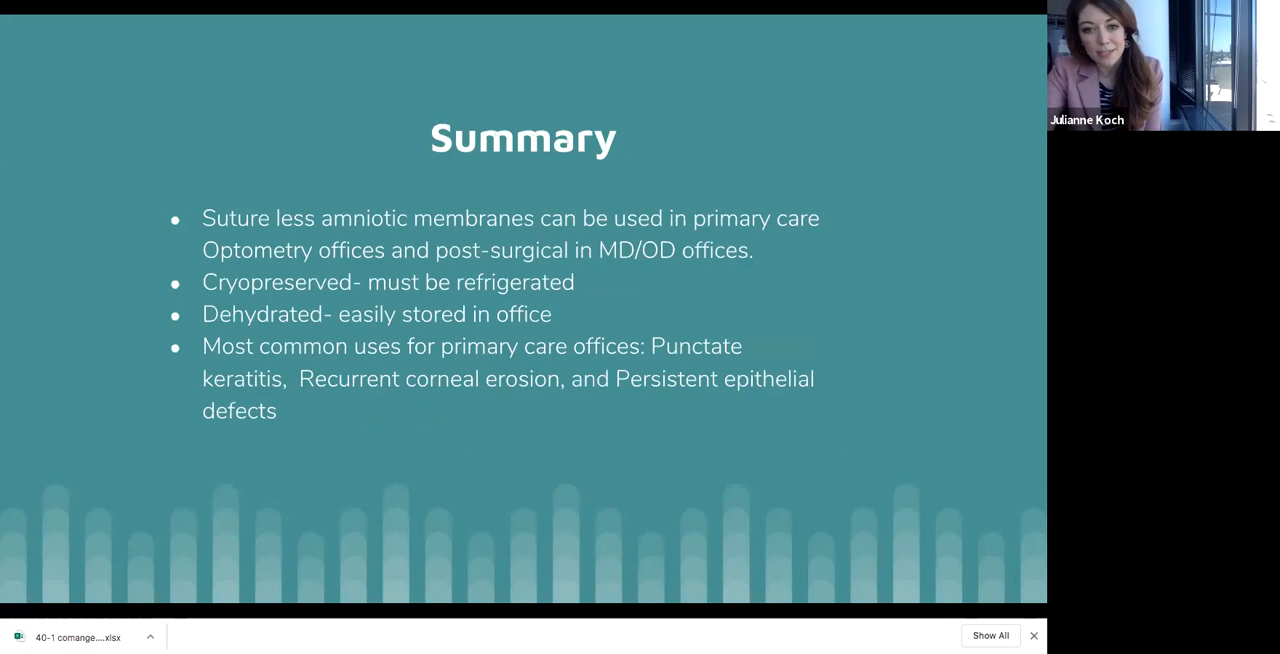 Summary
● Suture less amniotic membranes can be used in primary care
Optometry offices and post-surgical in MD/OD offices.
● Cryopreserved- must be refrigerated
● Dehydrated- easily stored in office
● Most common uses for primary care offices: Punctate
keratitis,  Recurrent corneal erosion, and Persistent epithelial
defects
Julianne Koch
40-1 comange....xlsx
Show All